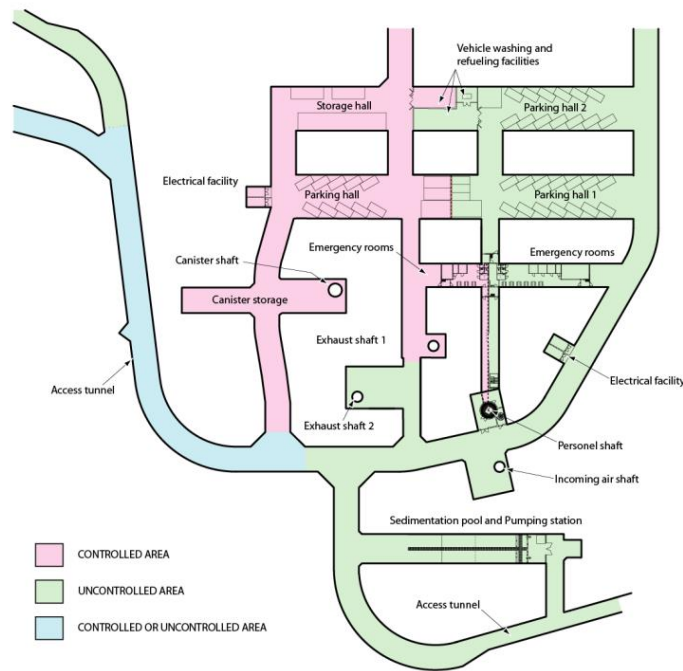 Vehicle washing and
refueling facilities
Storage hall
Parking hall 2
Electrical facility
Parking hall
Parking hall 1
Emergency rooms
Emergency rooms
Canister shaft
Canister storage
Exhaust shaft 1
Access tunnel
Electrical facility
Exhaust shaft 2
Personel shaft
Incoming air shaft
Sedimentation pool and Pumping station
CONTROLLED AREA
UNCONTROLLED AREA
Access tunnel
CONTROLLED OR UNCONTROLLED AREA